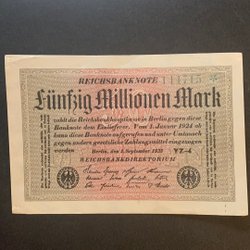 REICHSBANKNOTE
Fünfzig Millionen Mark
zahlt die Reichsbankhauptkasse in Berlin gegen diese
Banknote dem Einlieferer. Vom 1. Januar 1924 ab
kann diese Banknote aufgerufen und unter Umtausch
gegen andere gesetzliche Zahlungsmittel eingezogen
werden
Berlin, den 1. September 1923
REICHSBANKDIREKTORIUM